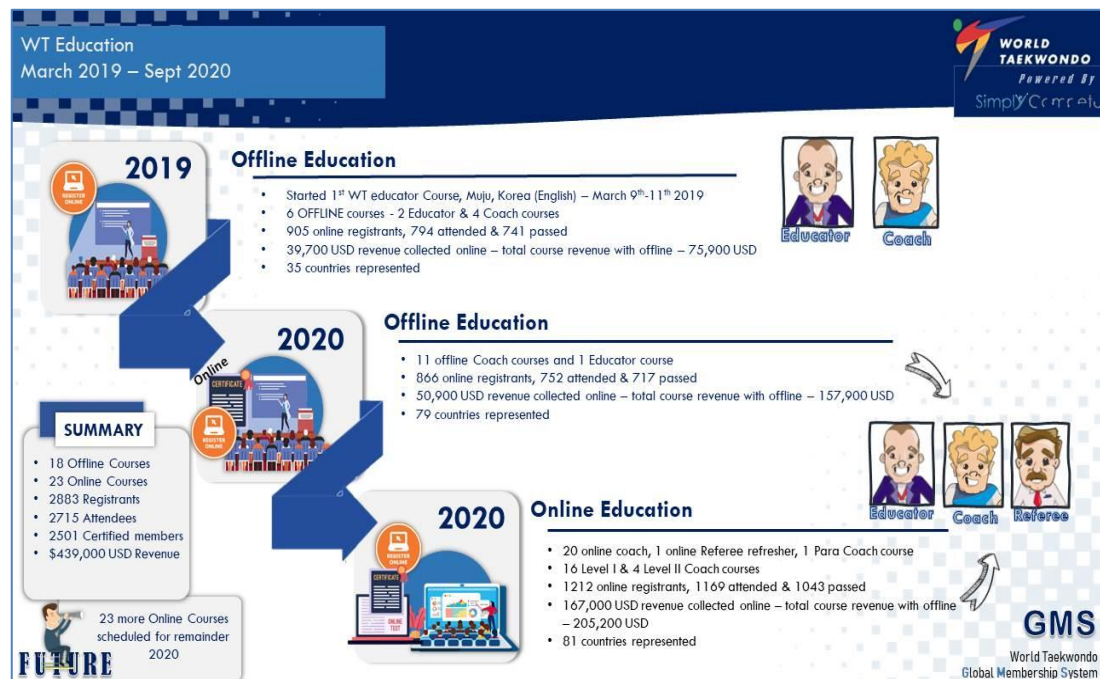 WT Education
March 2019 – Sept 2020
WORLD
TAEKWONDO
Powered By
2019
REGISTER
ONLINE
Offline Education
• Started 1st WT educator Course, Muju, Korea (English) – March 9th-11th 2019
• 6 OFFLINE courses - 2 Educator & 4 Coach courses
• 905 online registrants, 794 attended & 741 passed
• 39,700 USD revenue collected online – total course revenue with offline – 75,900 USD
• 35 countries represented
Educator
Coach
2020
Online
CERTIFICATE
REGISTER
ONLINE
Offline Education
• 11 offline Coach courses and 1 Educator course
• 866 online registrants, 752 attended & 717 passed
• 50,900 USD revenue collected online – total course revenue with offline – 157,900 USD
• 79 countries represented
SUMMARY
• 18 Offline Courses
• 23 Online Courses
• 2883 Registrants
• 2715 Attendees
• 2501 Certified members
• $439,000 USD Revenue
23 more Online Courses
scheduled for remainder
2020
FUTURE
2020
REGISTER
ONLINE
CERTIFICATE
ONLINE
TEST
Online Education
• 20 online coach, 1 online Referee refresher, 1 Para Coach course
• 16 Level I & 4 Level II Coach courses
• 1212 online registrants, 1169 attended & 1043 passed
• 167,000 USD revenue collected online – total course revenue with offline
– 205,200 USD
• 81 countries represented
Educator
Coach
Referee
GMS
World Taekwondo
Global Membership System